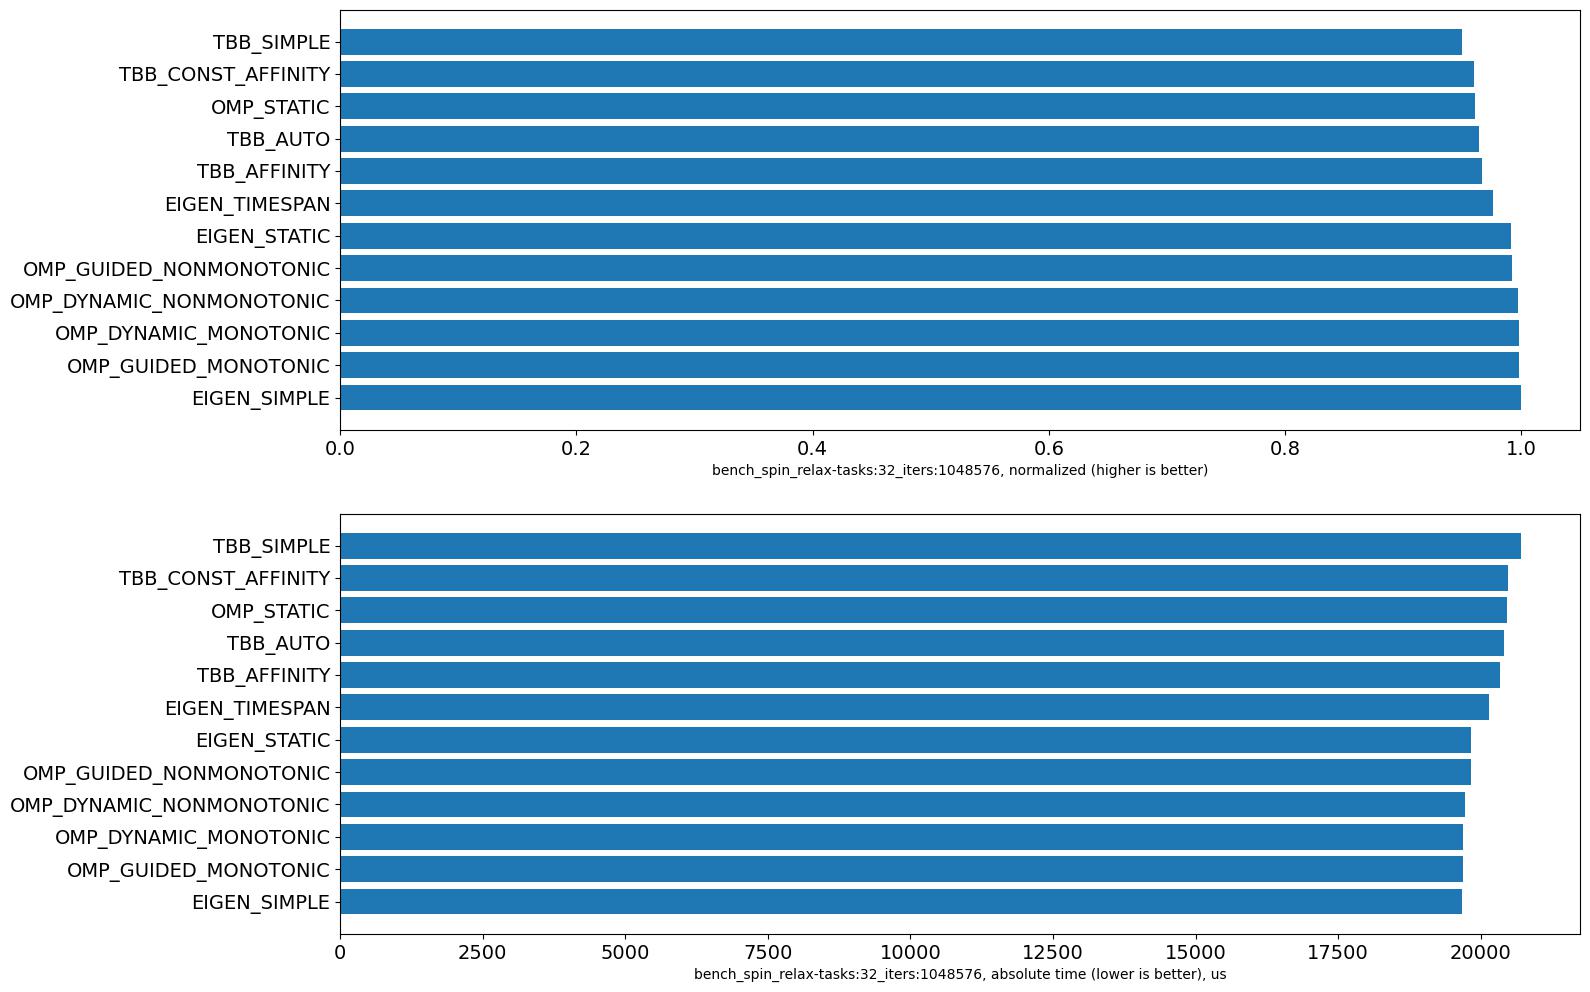 TBB_SIMPLE
TBB_CONST_AFFINITY
OMP_STATIC
TBB_AUTO
TBB_AFFINITY
EIGEN_TIMESPAN
EIGEN_STATIC
OMP_GUIDED_NONMONOTONIC
OMP_DYNAMIC_NONMONOTONIC
OMP_DYNAMIC_MONOTONIC
OMP_GUIDED_MONOTONIC
EIGEN_SIMPLE
0.0 0.2 0.4 0.6 0.8 1.0
bench_spin_relax-tasks:32_iters:1048576, normalized (higher is better)
TBB_SIMPLE
TBB_CONST_AFFINITY
OMP_STATIC
TBB_AUTO
TBB_AFFINITY
EIGEN_TIMESPAN
EIGEN_STATIC
OMP_GUIDED_NONMONOTONIC
OMP_DYNAMIC_NONMONOTONIC
OMP_DYNAMIC_MONOTONIC
OMP_GUIDED_MONOTONIC
EIGEN_SIMPLE
0 2500 5000 7500 10000 12500 15000 17500 20000
bench_spin_relax-tasks:32_iters:1048576, absolute time (lower is better), us